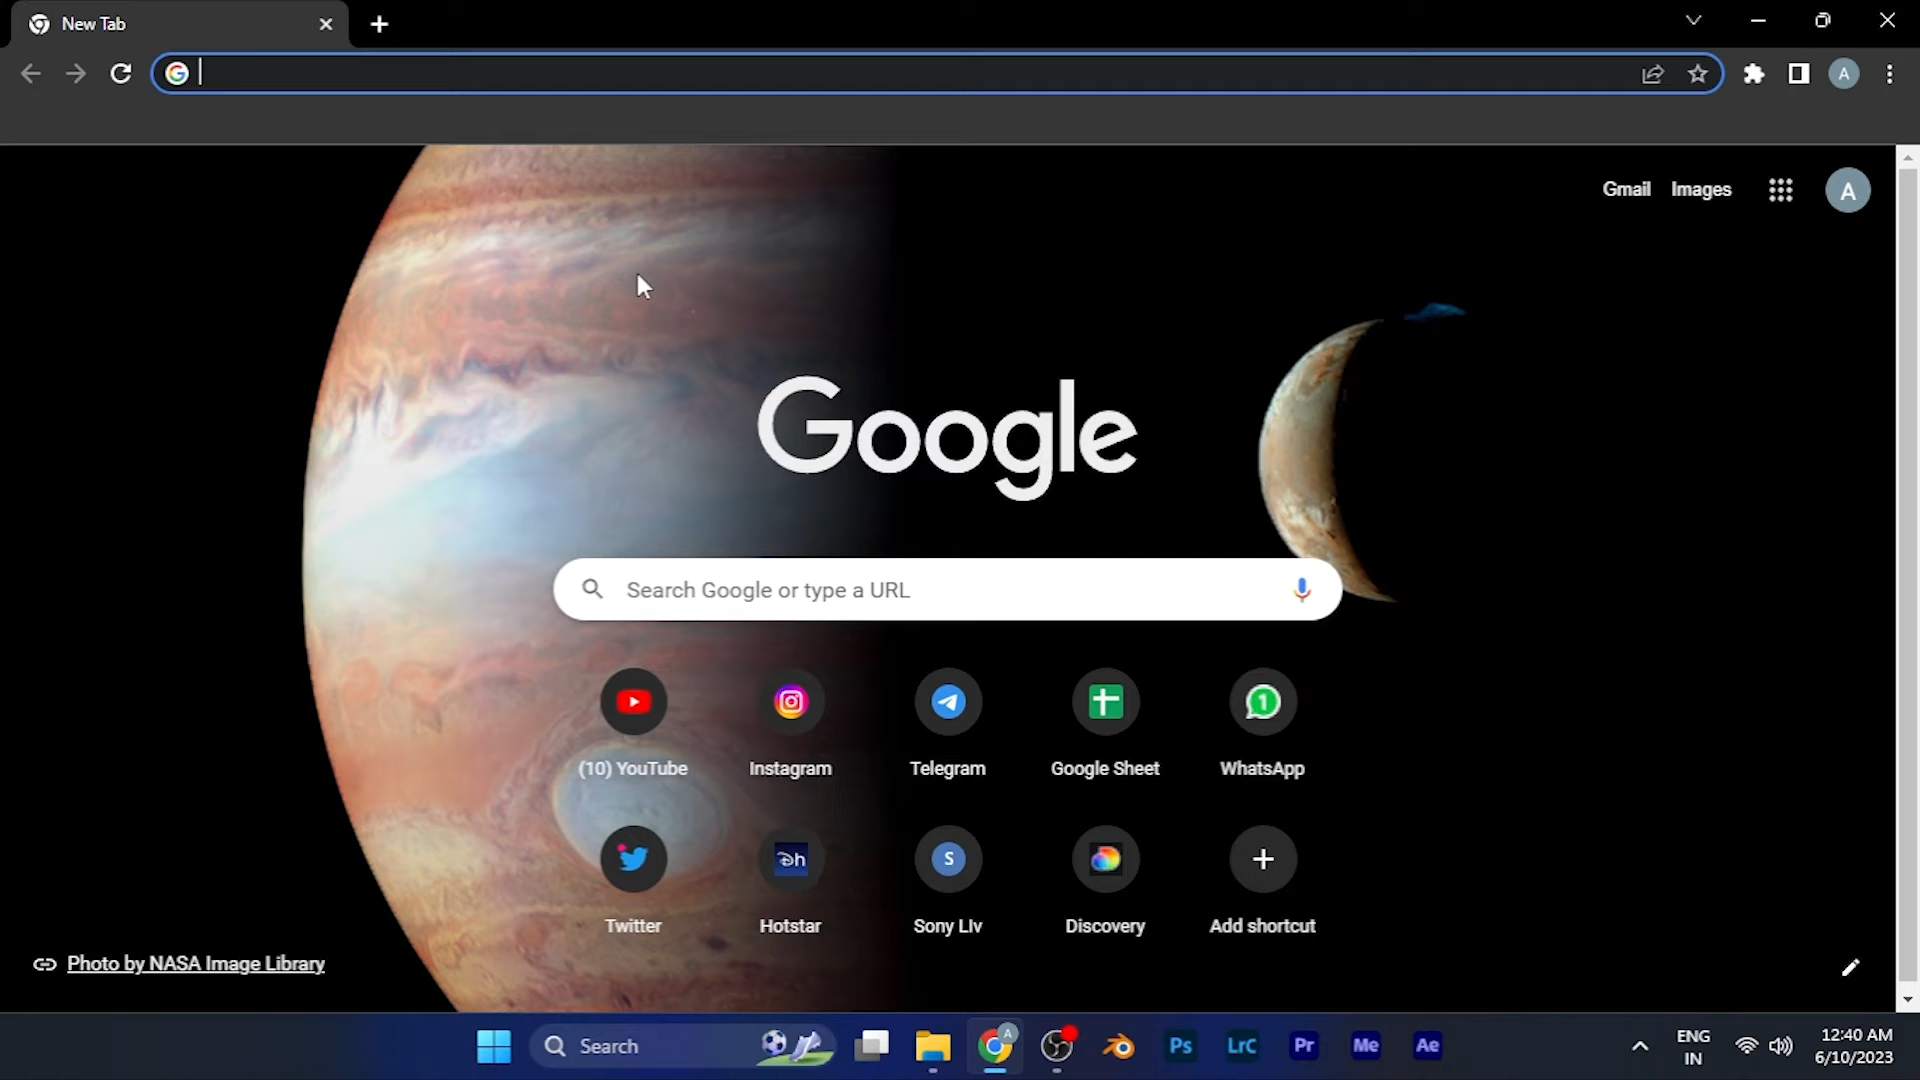 New Tab
Gmail Images
A
A
Google
Search Google or type a URL
(10) YouTube
Instagram
Telegram
Google Sheet
1
WhatsApp
Twitter
Dh
Hotstar
S
Sony LIv
Discovery
Add shortcut
Photo by NASA Image Library
Search
A
Ps
LrC
Pr
Me
Ae
ENG
IN
12:40 AM
6/10/2023